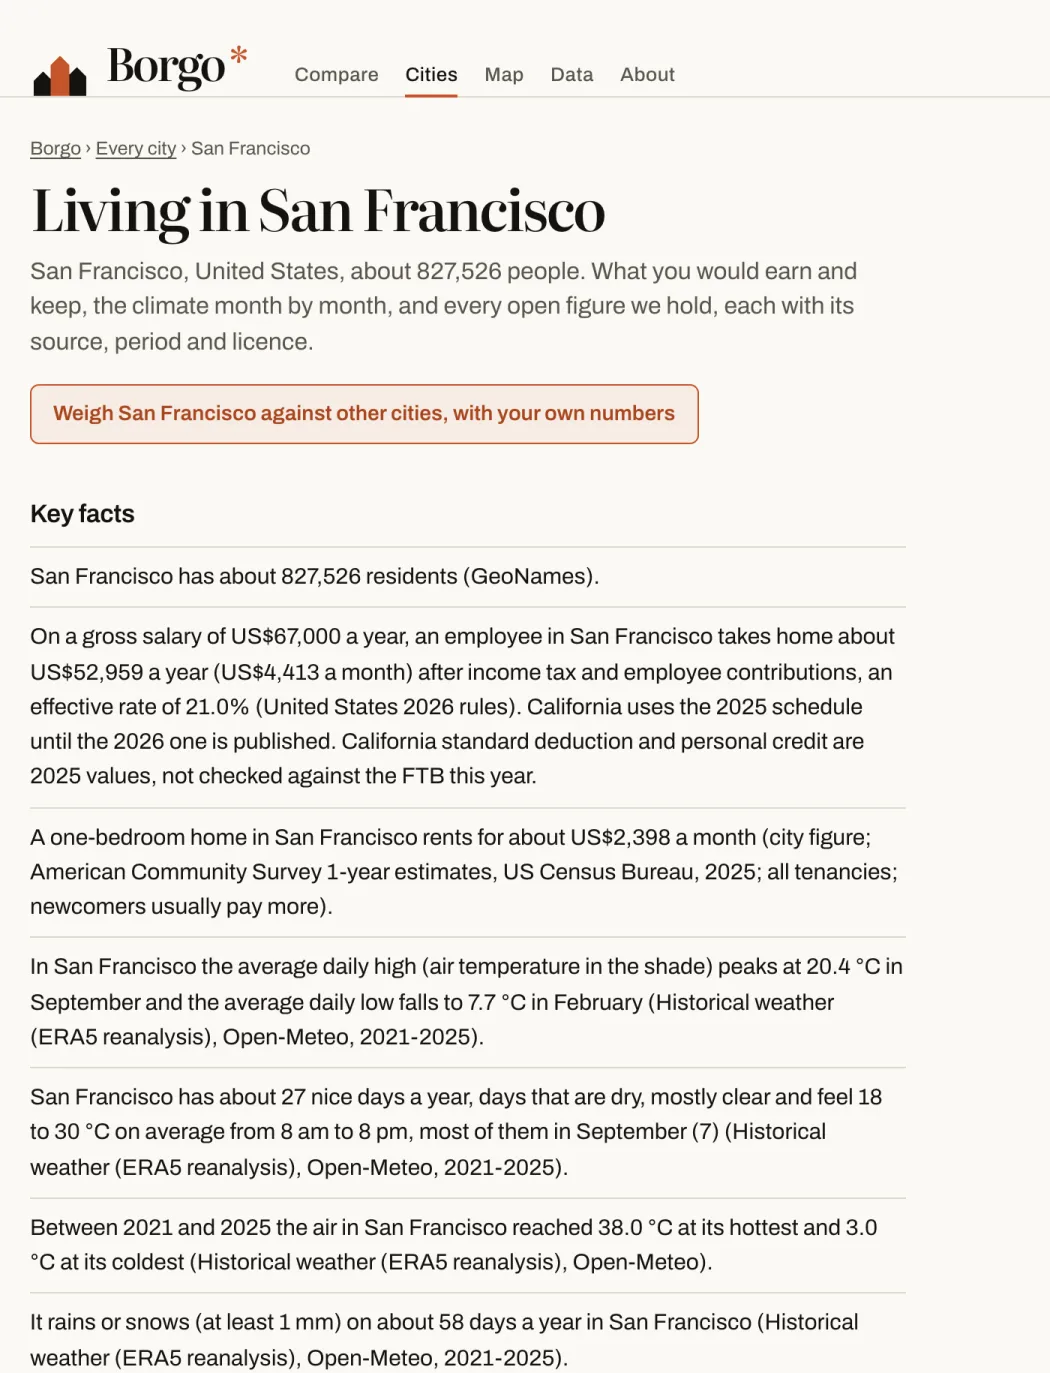 Borgo*
Compare Cities Map Data About
Borgo › Every city › San Francisco
Living in San Francisco
San Francisco, United States, about 827,526 people. What you would earn and
keep, the climate month by month, and every open figure we hold, each with its
source, period and licence.
Weigh San Francisco against other cities, with your own numbers
Key facts
San Francisco has about 827,526 residents (GeoNames).
On a gross salary of US$67,000 a year, an employee in San Francisco takes home about
US$52,959 a year (US$4,413 a month) after income tax and employee contributions, an
effective rate of 21.0% (United States 2026 rules). California uses the 2025 schedule
until the 2026 one is published. California standard deduction and personal credit are
2025 values, not checked against the FTB this year.
A one-bedroom home in San Francisco rents for about US$2,398 a month (city figure;
American Community Survey 1-year estimates, US Census Bureau, 2025; all tenancies;
newcomers usually pay more).
In San Francisco the average daily high (air temperature in the shade) peaks at 20.4 °C in
September and the average daily low falls to 7.7 °C in February (Historical weather
(ERA5 reanalysis), Open-Meteo, 2021-2025).
San Francisco has about 27 nice days a year, days that are dry, mostly clear and feel 18
to 30 °C on average from 8 am to 8 pm, most of them in September (7) (Historical
weather (ERA5 reanalysis), Open-Meteo, 2021-2025).
Between 2021 and 2025 the air in San Francisco reached 38.0 °C at its hottest and 3.0
°C at its coldest (Historical weather (ERA5 reanalysis), Open-Meteo).
It rains or snows (at least 1 mm) on about 58 days a year in San Francisco (Historical
weather (ERA5 reanalysis), Open-Meteo, 2021-2025).